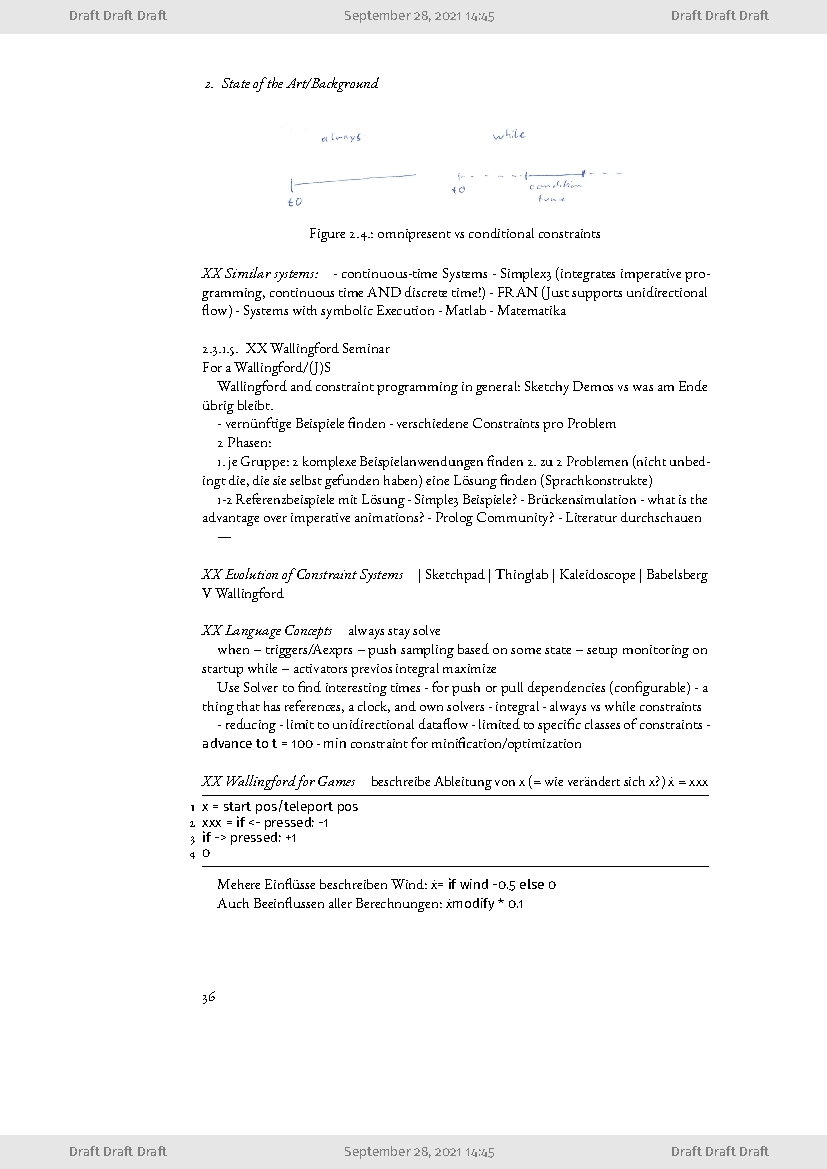 Draft Draft Draft September 28, 2021 14:45 Draft Draft Draft
2. State of the Art/Background
always while
t0 t0 condition
true
Figure 2.4.: omnipresent vs conditional constraints
XX Similar systems: - continuous-time Systems - Simplex3 (integrates imperative pro-
gramming, continuous time AND discrete time!) - FRAN (Just supports unidirectional
flow) - Systems with symbolic Execution - Matlab - Matematika
2.3.1.5. XX Wallingford Seminar
For a Wallingford/(J)S
Wallingford and constraint programming in general: Sketchy Demos vs was am Ende
übrig bleibt.
- vernünftige Beispiele finden - verschiedene Constraints pro Problem
2 Phasen:
1. je Gruppe: 2 komplexe Beispielanwendungen finden 2. zu 2 Problemen (nicht unbed-
ingt die, die sie selbst gefunden haben) eine Lösung finden (Sprachkonstrukte)
1-2 Referenzbeispiele mit Lösung - Simple3 Beispiele? - Brückensimulation - what is the
advantage over imperative animations? - Prolog Community? - Literatur durchschauen
—
XX Evolution of Constraint Systems | Sketchpad | Thinglab | Kaleidoscope | Babelsberg
V Wallingford
XX Language Concepts always stay solve
when – triggers/Aexprs – push sampling based on some state – setup monitoring on
startup while – activators previos integral maximize
Use Solver to find interesting times - for push or pull dependencies (configurable) - a
thing that has references, a clock, and own solvers - integral - always vs while constraints
- reducing - limit to unidirectional dataflow - limited to specific classes of constraints -
advance to t = 100 - min constraint for minification/optimization
XX Wallingford for Games beschreibe Ableitung von x (= wie verändert sich x?) ẋ = xxx
1 x = start pos/teleport pos
2 xxx = if <- pressed: -1
3 if -> pressed: +1
4 0
Mehere Einflüsse beschreiben Wind: ẋ= if wind -0.5 else 0
Auch Beeinflussen aller Berechnungen: ẋmodify * 0.1
36
Draft Draft Draft September 28, 2021 14:45 Draft Draft Draft